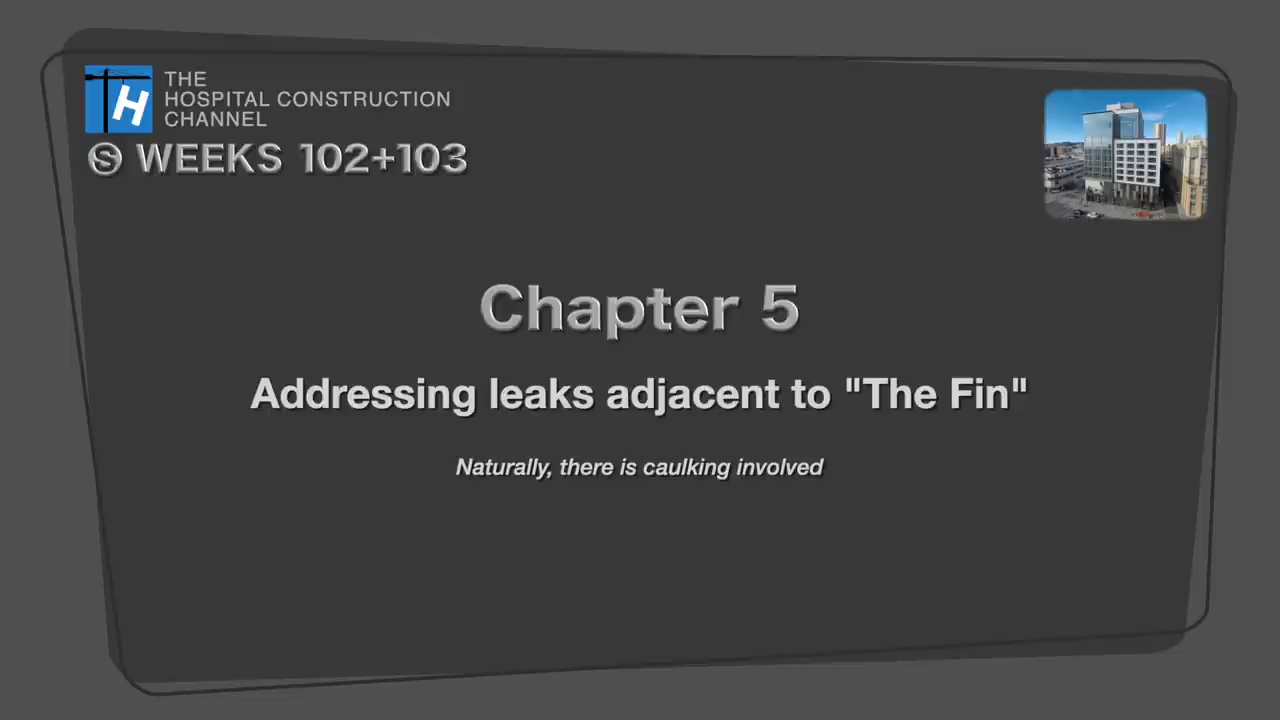 THE
HOSPITAL CONSTRUCTION
CHANNEL
H
S WEEKS 102+103
Chapter 5
Addressing leaks adjacent to "The Fin"
Naturally, there is caulking involved